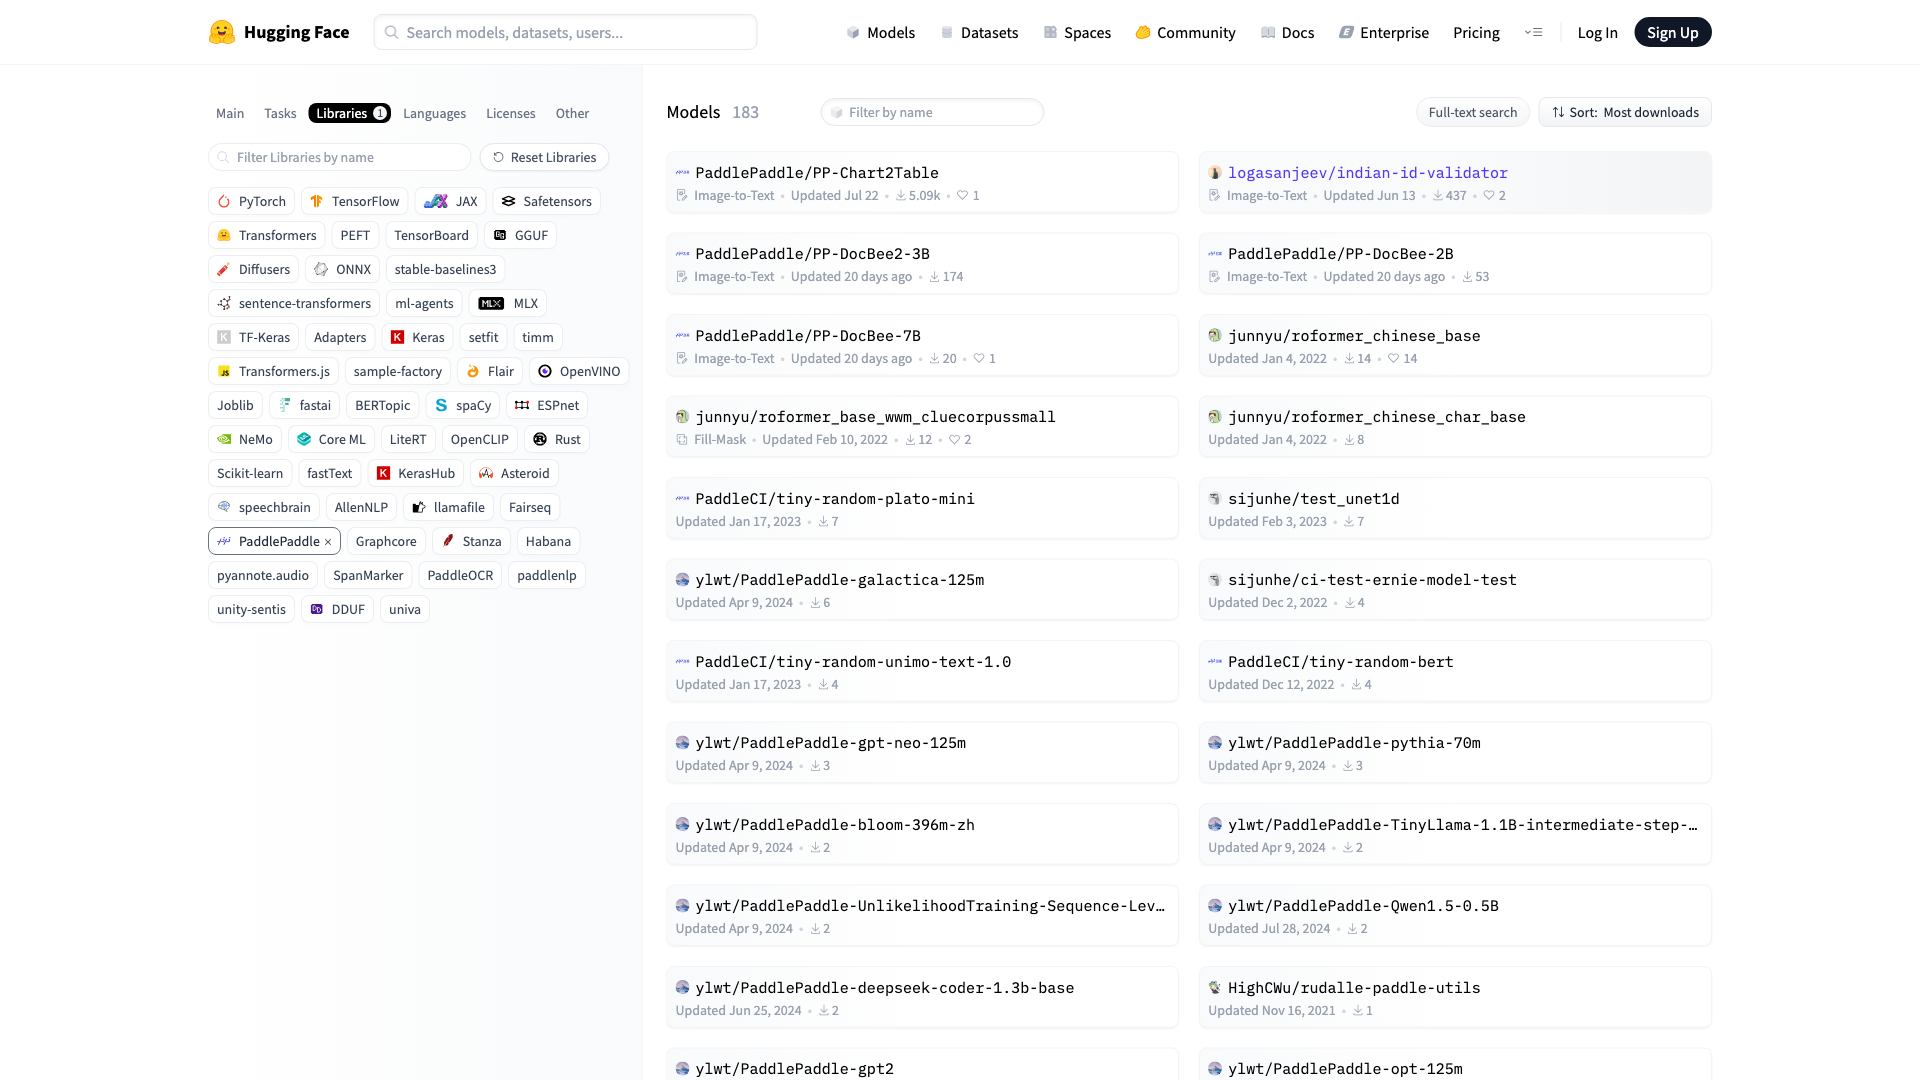 Hugging Face
Search models, datasets, users...
Models
Datasets
Spaces
Community
Docs
Enterprise
Pricing
Log In
Sign Up
Main
Tasks
Libraries 1
Languages
Licenses
Other
Filter Libraries by name
Reset Libraries
PyTorch
TensorFlow
JAX
Safetensors
Transformers
PEFT
TensorBoard
GGUF
Diffusers
ONNX
stable-baselines3
sentence-transformers
ml-agents
MLX
TF-Keras
Adapters
Keras
setfit
timm
Transformers.js
sample-factory
Flair
OpenVINO
Joblib
fastai
BERTopic
spaCy
ESPnet
NeMo
Core ML
LiteRT
OpenCLIP
Rust
Scikit-learn
fastText
KerasHub
Asteroid
speechbrain
AllenNLP
llamafile
Fairseq
PaddlePaddle
Graphcore
Stanza
Habana
pyannote.audio
SpanMarker
PaddleOCR
paddlenlp
unity-sentis
DDUF
univa
Models 183
Filter by name
Full-text search
Sort: Most downloads
PaddlePaddle/PP-Chart2Table
Image-to-Text • Updated Jul 22 • 5.09k • 1
logasanjeev/indian-id-validator
Image-to-Text • Updated Jun 13 • 437 • 2
PaddlePaddle/PP-DocBee2-3B
Image-to-Text • Updated 20 days ago • 174
PaddlePaddle/PP-DocBee-2B
Image-to-Text • Updated 20 days ago • 53
PaddlePaddle/PP-DocBee-7B
Image-to-Text • Updated 20 days ago • 20 • 1
junnyu/roformer_chinese_base
Updated Jan 4, 2022 • 14 • 14
junnyu/roformer_base_wwm_cluecorpussmall
Fill-Mask • Updated Feb 10, 2022 • 12 • 2
junnyu/roformer_chinese_char_base
Updated Jan 4, 2022 • 8
PaddleCI/tiny-random-plato-mini
Updated Jan 17, 2023 • 7
sijunhe/test_unet1d
Updated Feb 3, 2023 • 7
ylwt/PaddlePaddle-galactica-125m
Updated Apr 9, 2024 • 6
sijunhe/ci-test-ernie-model-test
Updated Dec 2, 2022 • 4
PaddleCI/tiny-random-unimo-text-1.0
Updated Jan 17, 2023 • 4
PaddleCI/tiny-random-bert
Updated Dec 12, 2022 • 4
ylwt/PaddlePaddle-gpt-neo-125m
Updated Apr 9, 2024 • 3
ylwt/PaddlePaddle-pythia-70m
Updated Apr 9, 2024 • 3
ylwt/PaddlePaddle-bloom-396m-zh
Updated Apr 9, 2024 • 2
ylwt/PaddlePaddle-TinyLlama-1.1B-intermediate-step-…
Updated Apr 9, 2024 • 2
ylwt/PaddlePaddle-UnlikelihoodTraining-Sequence-Lev…
Updated Apr 9, 2024 • 2
ylwt/PaddlePaddle-Qwen1.5-0.5B
Updated Jul 28, 2024 • 2
ylwt/PaddlePaddle-deepseek-coder-1.3b-base
Updated Jun 25, 2024 • 2
HighCWu/rudalle-paddle-utils
Updated Nov 16, 2021 • 1
ylwt/PaddlePaddle-gpt2
ylwt/PaddlePaddle-opt-125m